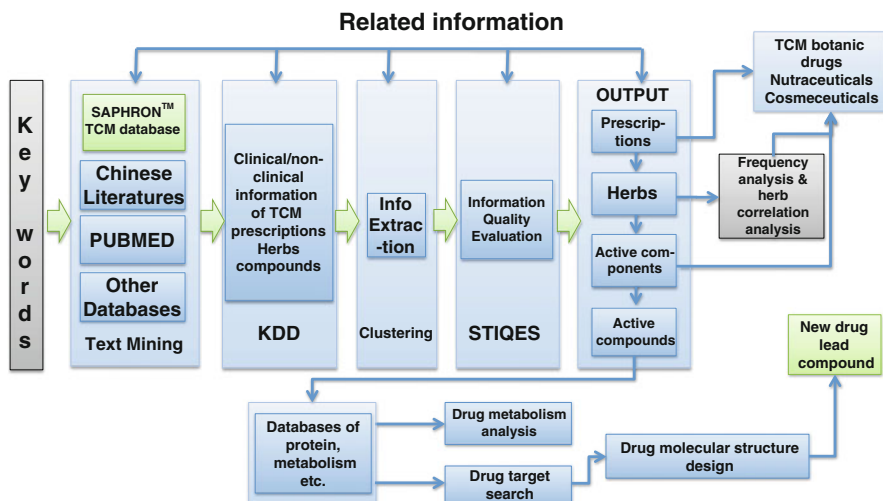 Related information
Key words
SAPHRON™
TCM database
Chinese
Literatures
PUBMED
Other
Databases
Text Mining
Clinical/non-
clinical
information
of TCM
prescriptions
Herbs
compounds
KDD
Info
Extrac
-tion
Clustering
Information
Quality
Evaluation
STIQES
OUTPUT
Prescrip-
tions
Herbs
Active com-
ponents
Active
compounds
TCM botanic
drugs
Nutraceuticals
Cosmeceuticals
Frequency
analysis &
herb
correlation
analysis
New drug
lead
compound
Databases of
protein,
metabolism
etc.
Drug metabolism
analysis
Drug target
search
Drug molecular structure
design